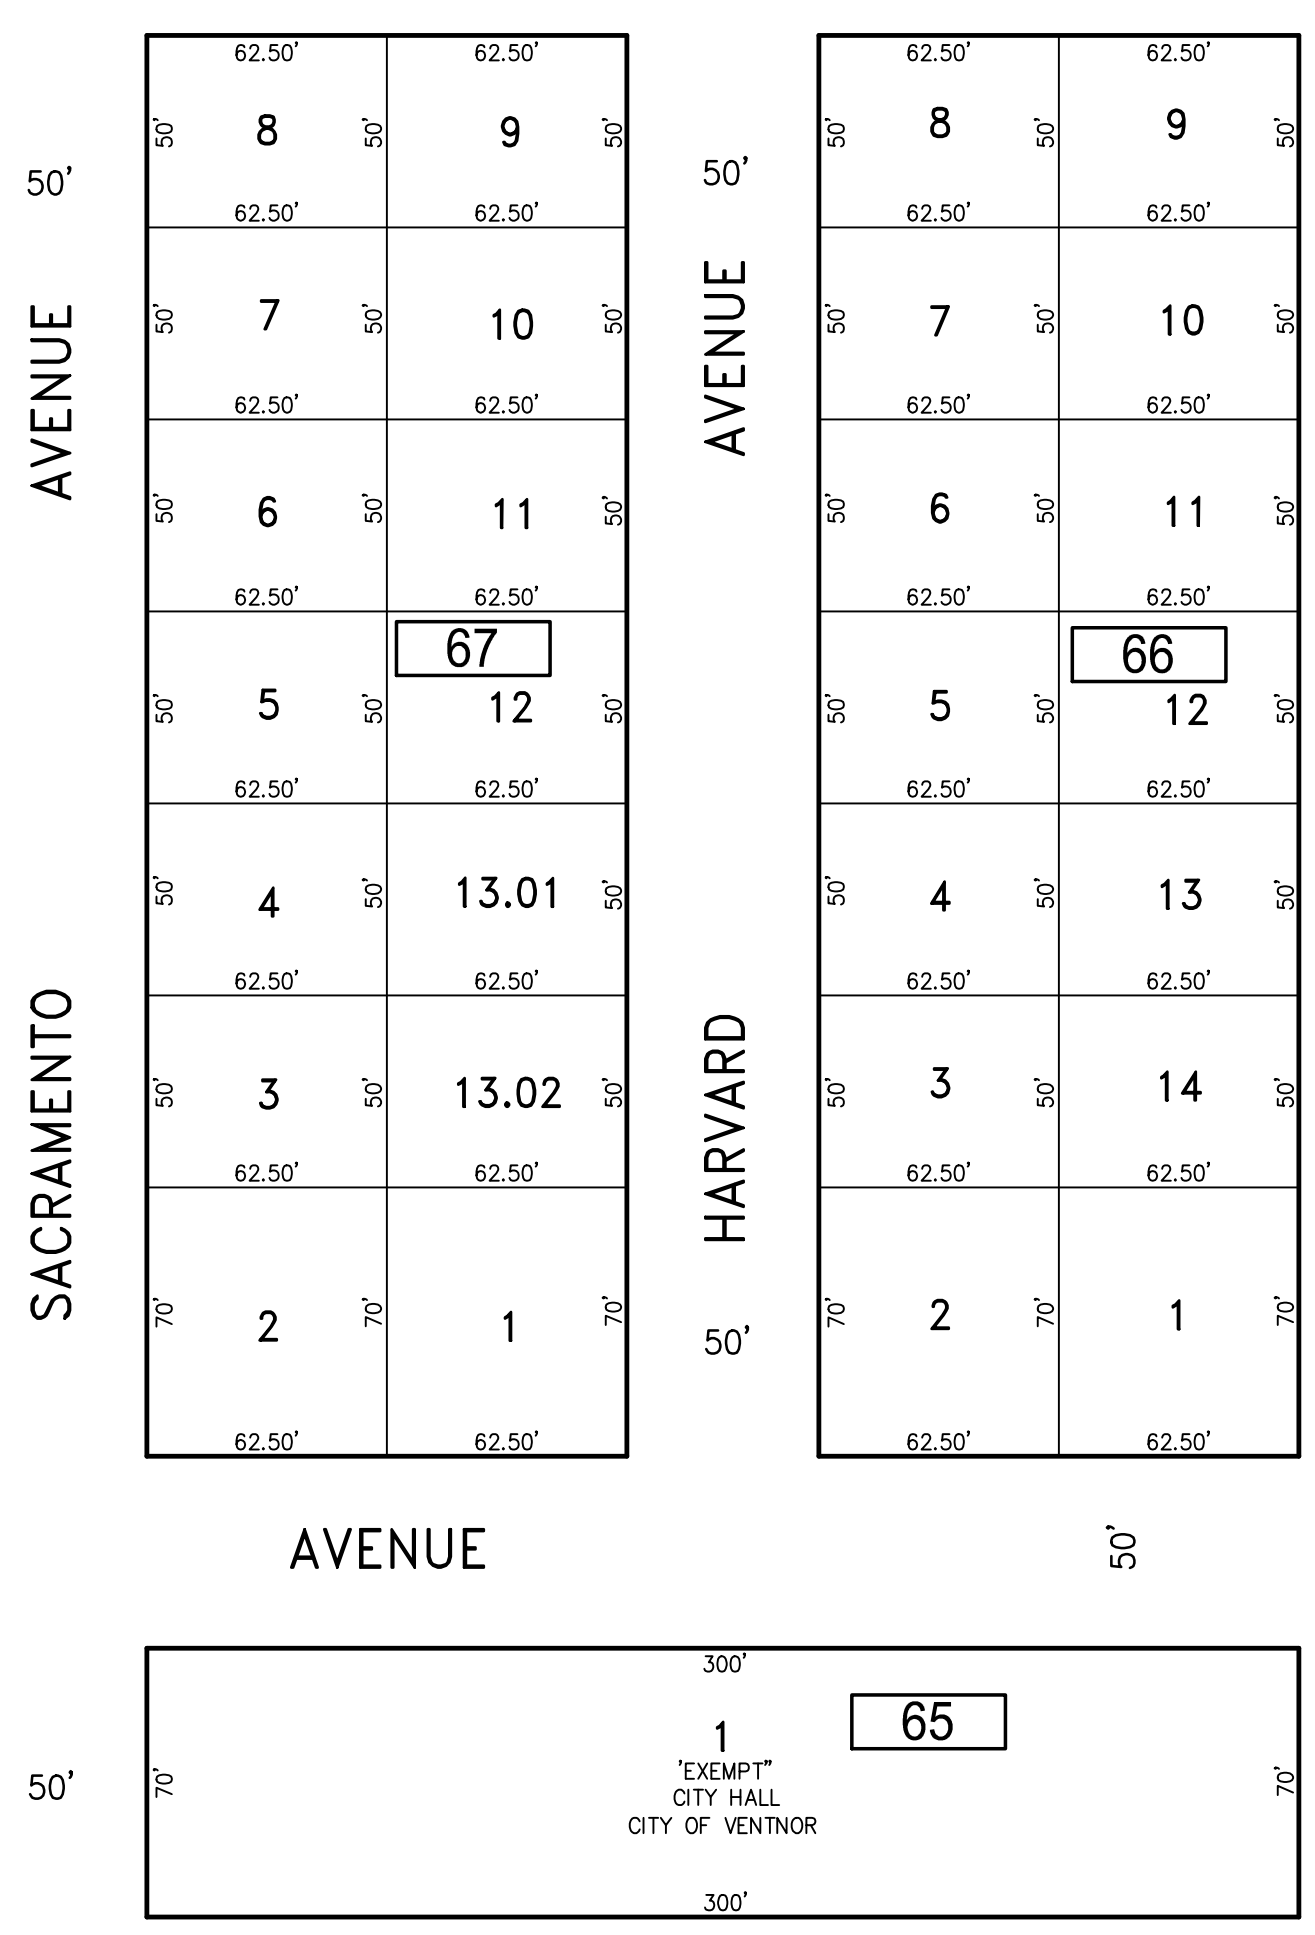 62.50' 62.50' 62.50' 62.50'
50' 8 50' 9 50' 50' 8 50' 9 50'
50' 50'
62.50' 62.50' 62.50' 62.50'
50' 7 50' 10 50' 50' 7 50' 10 50'
AVENUE AVENUE
62.50' 62.50' 62.50' 62.50'
50' 6 50' 11 50' 50' 6 50' 11 50'
62.50' 62.50' 62.50' 62.50'
67 66
50' 5 50' 12 50' 50' 5 50' 12 50'
62.50' 62.50' 62.50' 62.50'
50' 4 50' 13.01 50' 50' 4 50' 13 50'
62.50' 62.50' 62.50' 62.50'
SACRAMENTO HARVARD
50' 3 50' 13.02 50' 50' 3 50' 14 50'
62.50' 62.50' 62.50' 62.50'
70' 2 70' 1 70' 70' 2 70' 1 70'
50'
62.50' 62.50' 62.50' 62.50'
AVENUE 50'
300'
65
1
'EXEMPT"
50' 70' CITY HALL 70'
CITY OF VENTNOR
300'